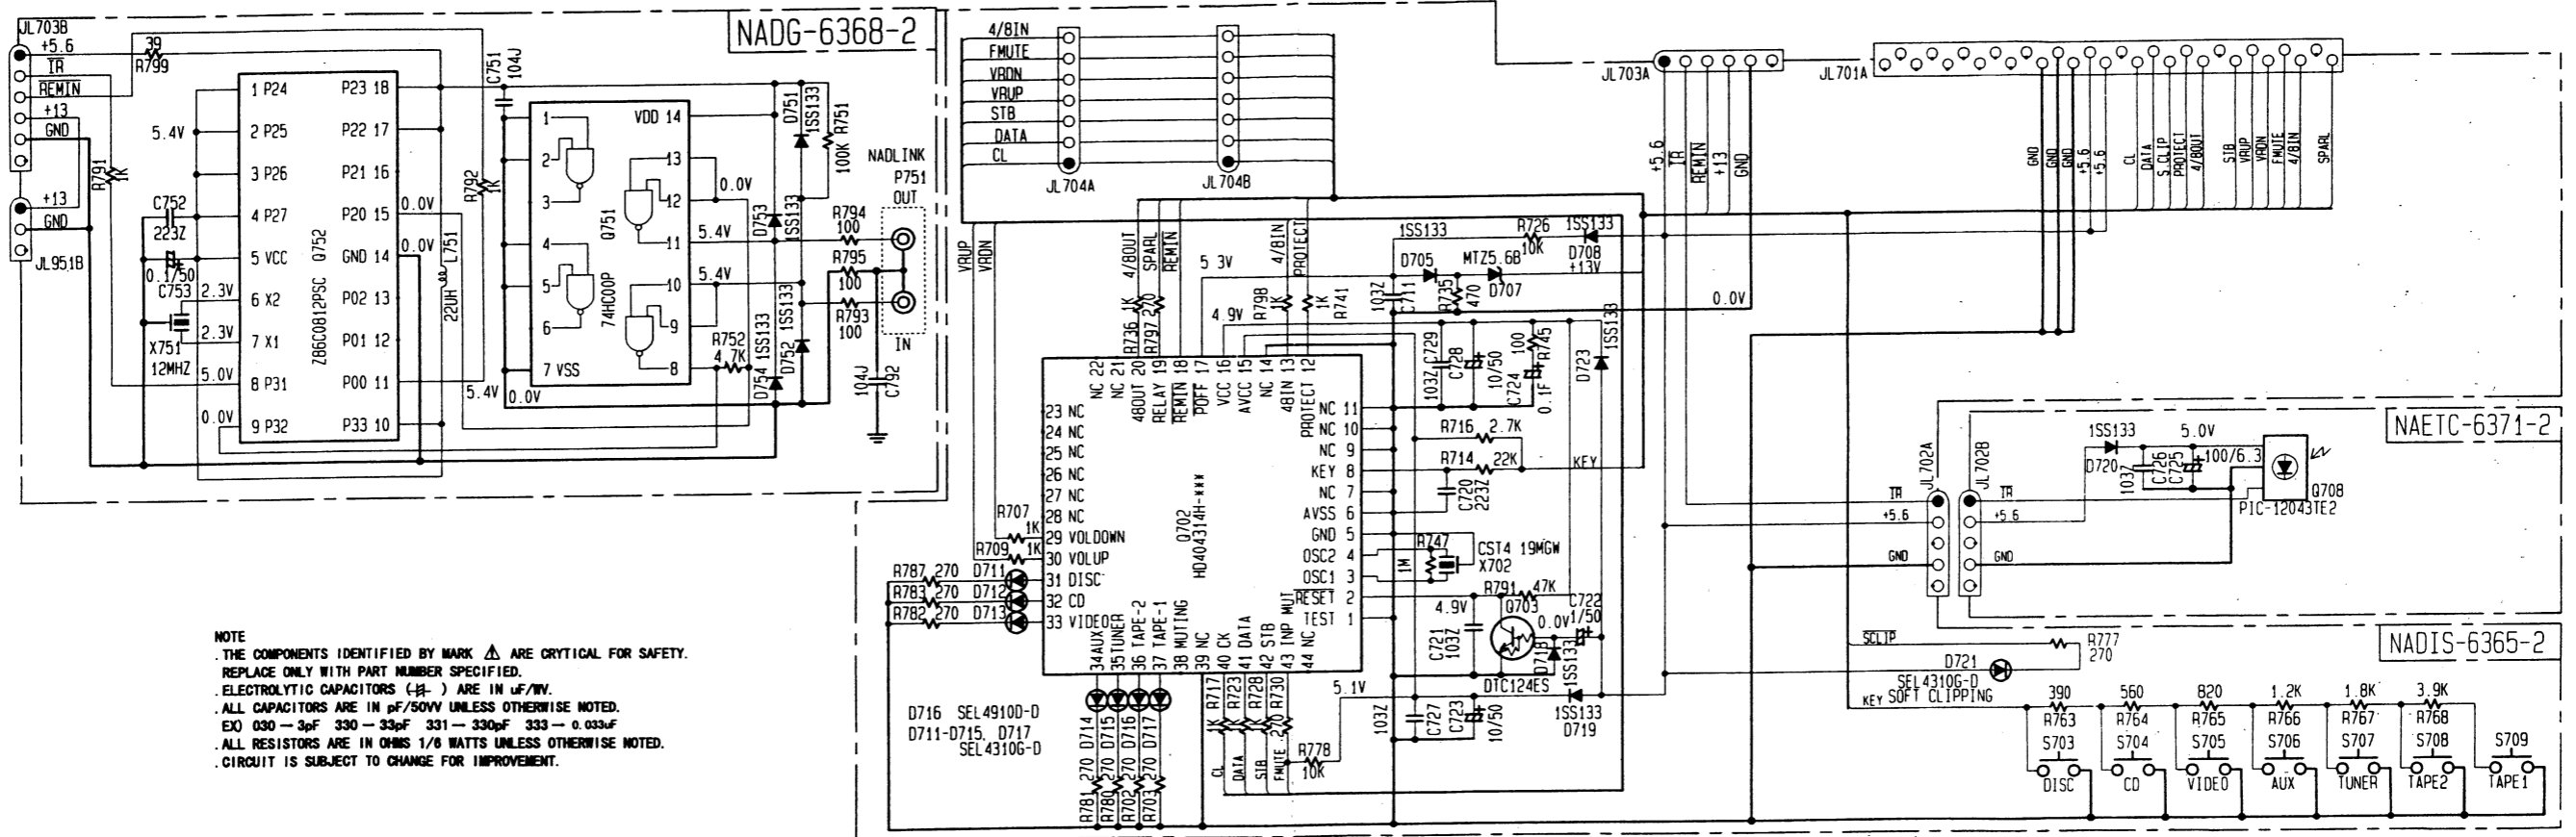 JL703B
+5.6
IR
REMIN
+13
GND
+13
GND
JL951B
39
R799
R791
1K
NADG-6368-2
C751
104J
5.4V
C752
223Z
0.1/50
C753
2.3V
2.3V
X751
12MHZ
5.0V
0.0V
1 P24
2 P25
3 P26
4 P27
5 VCC
6 X2
7 X1
8 P31
9 P32
Z86C0812PSC Q752
P23 18
P22 17
P21 16
P20 15
GND 14
P02 13
P01 12
P00 11
P33 10
0.0V
0.0V
L751
22UH
R792
1K
5.4V
0.0V
1
2
3
4
5
6
7 VSS
74HC00P
Q751
VDD 14
13
12
11
10
9
8
0.0V
5.4V
5.4V
R752
4.7K
D751
1SS133
R751
100K
D753
1SS133
D754 1SS133
D752 1SS133
R794
100
R795
100
R793
100
NADLINK
P751
OUT
IN
104J
C792
4/8IN
FMUTE
VRDN
VRUP
STB
DATA
CL
JL704A
JL704B
JL703A
+5.6
IR
REMIN
+13
GND
JL701A
GND
GND
GND
+5.6
+5.6
CL
DATA
S.CLIP
PROTECT
4/8OUT
STB
VRUP
VRDN
FMUTE
4/8IN
SPARL
VRUP
VRDN
4/8OUT
SPARL
REMIN
4/8IN
PROTECT
R736 1K
R797 270
R798
1K
1K
R741
5.3V
4.9V
1SS133
D705
103Z
C711
R735
470
MTZ5.6B
D707
R726
10K
1SS133
D708
+13V
0.0V
103Z C729
C728
10/50
100
R745
C724
0.1F
D723
1SS133
NC 22
NC 21
48OUT 20
RELAY 19
REMIN 18
POFF 17
VCC 16
AVCC 15
NC 14
48IN 13
PROTECT 12
23 NC
24 NC
25 NC
26 NC
27 NC
28 NC
29 VOLDOWN
30 VOLUP
31 DISC
32 CD
33 VIDEO
Q702
HD404314H-***
NC 11
NC 10
NC 9
KEY 8
NC 7
AVSS 6
GND 5
OSC2 4
OSC1 3
RESET 2
TEST 1
34AUX
35TUNER
36 TAPE-2
37 TAPE-1
38 MUTING
39 NC
40 CK
41 DATA
42 STB
43 INP MUT
44 NC
R707
1K
R709
1K
R787 270 D711
R783 270 D712
R782 270 D713
R716 2.7K
R714 22K
KEY
C720
223Z
R747
1M
CST4 19MGW
X702
R791 47K
4.9V
Q703
C721
103Z
DTC124ES
0.0V
C722
1/50
D718
1SS133
5.1V
103Z
C727
C723
10/50
1SS133
D719
D716 SEL4910D-D
D711-D715, D717
SEL4310G-D
R781 270 D714
R780 270 D715
R702 270 D716
R703 270 D717
R717 1K
R723 1K
R728 1K
R730 270
CL
DATA
STB
FMUTE
R778
10K
NAETC-6371-2
JL702A
JL702B
IR
+5.6
GND
IR
+5.6
GND
1SS133
D720
5.0V
103Z
C726
C725
100/6.3
Q708
PIC-12043TE2
NADIS-6365-2
SCLIP
R777
270
D721
SEL4310G-D
KEY SOFT CLIPPING
390
R763
560
R764
820
R765
1.2K
R766
1.8K
R767
3.9K
R768
S703
DISC
S704
CD
S705
VIDEO
S706
AUX
S707
TUNER
S708
TAPE2
S709
TAPE1
NOTE
. THE COMPONENTS IDENTIFIED BY MARK ⚠ ARE CRYTICAL FOR SAFETY.
REPLACE ONLY WITH PART NUMBER SPECIFIED.
. ELECTROLYTIC CAPACITORS ( ) ARE IN uF/WV.
. ALL CAPACITORS ARE IN pF/50WV UNLESS OTHERWISE NOTED.
EX) 030 → 3pF 330 → 33pF 331 → 330pF 333 → 0.033uF
. ALL RESISTORS ARE IN OHMS 1/6 WATTS UNLESS OTHERWISE NOTED.
. CIRCUIT IS SUBJECT TO CHANGE FOR IMPROVEMENT.